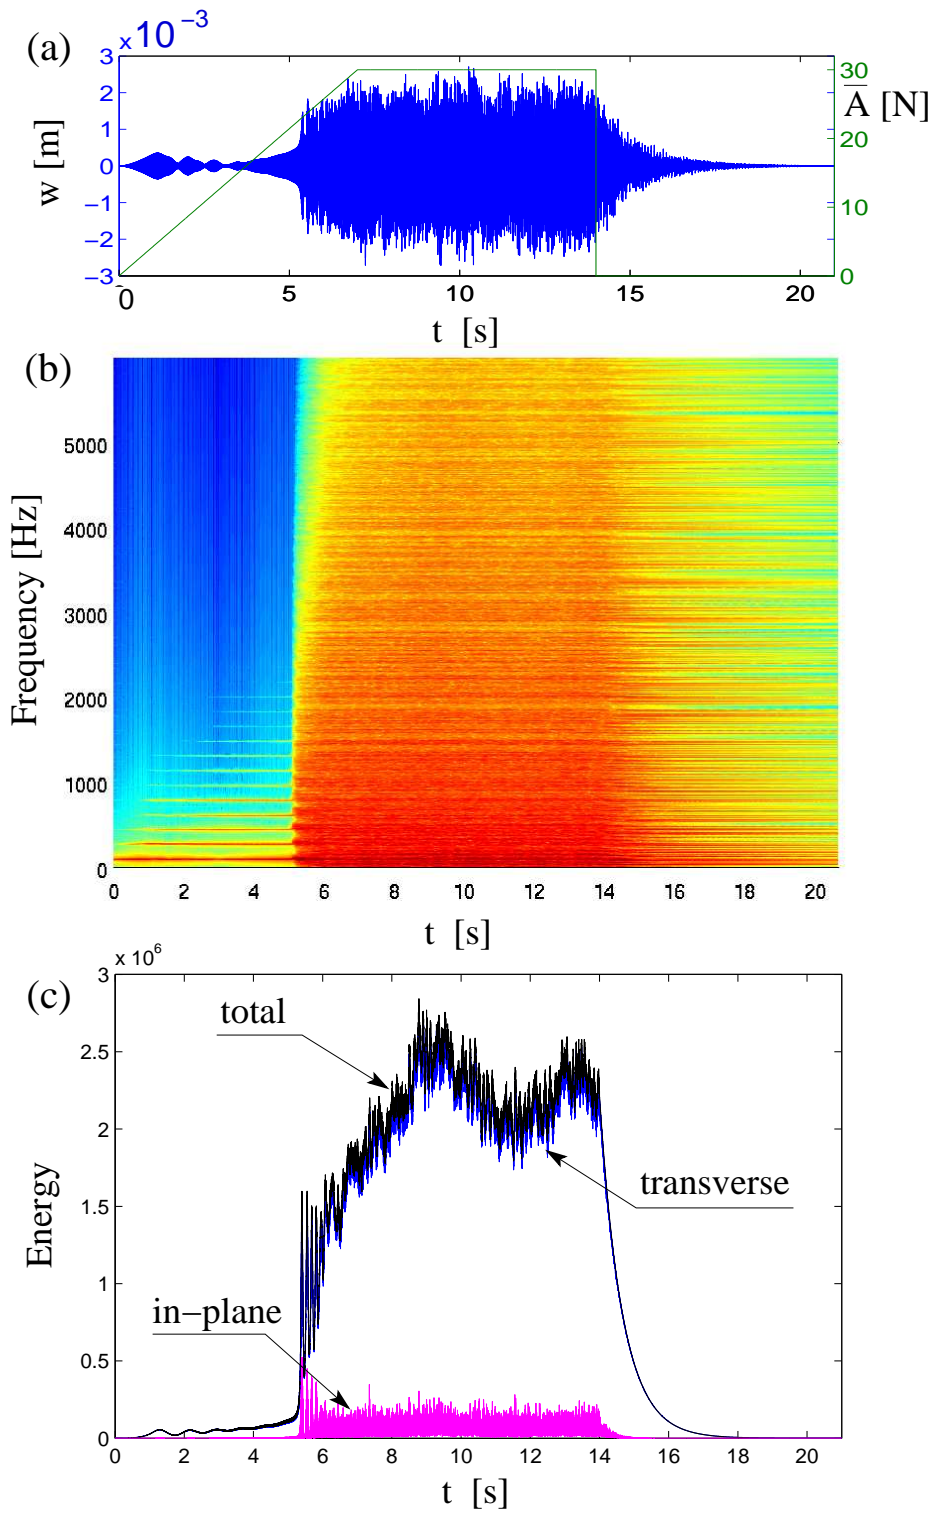 (a)
×10⁻³
3
2
1
0
−1
−2
−3
w [m]
30
20
10
0
A̅ [N]
0 5 10 15 20
t [s]
(b)
5000
4000
3000
2000
1000
0
Frequency [Hz]
0 2 4 6 8 10 12 14 16 18 20
t [s]
(c)
x 10⁶
3
2.5
2
1.5
1
0.5
0
Energy
total
transverse
in−plane
0 2 4 6 8 10 12 14 16 18 20
t [s]